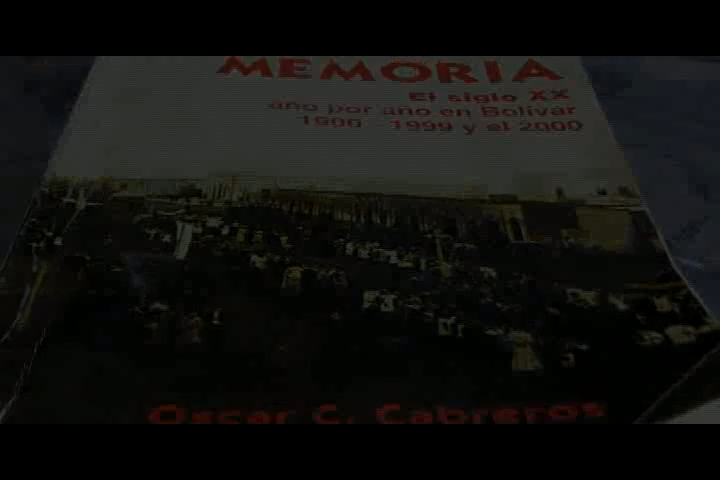 MEMORIA
El siglo XX
año por año en Bolívar
1900 - 1999 y el 2000
Oscar C. Cabreros